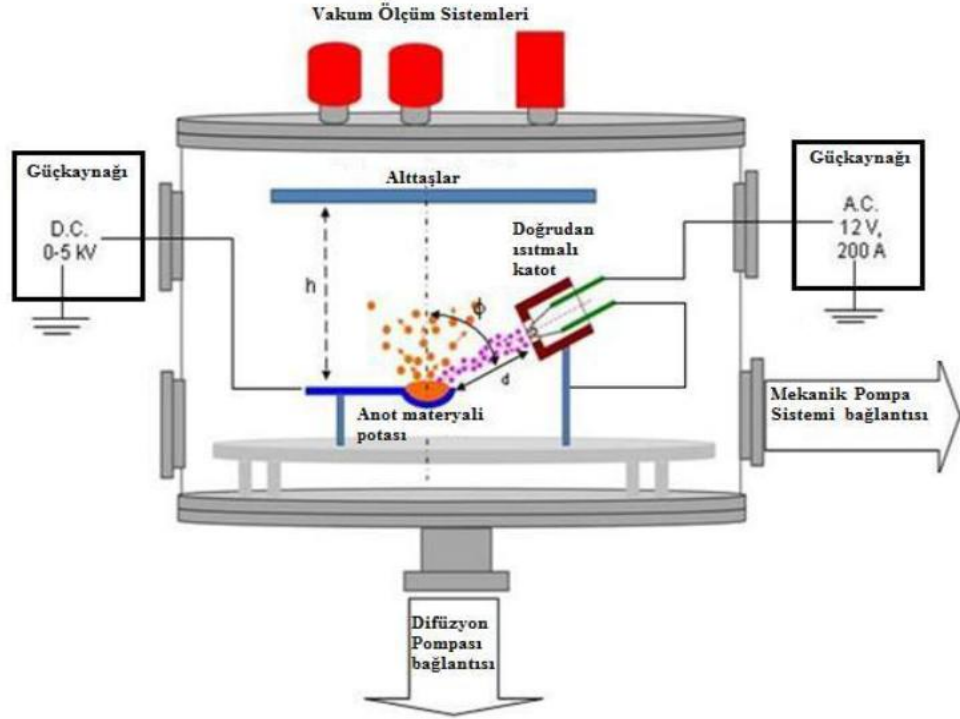 Vakum Ölçüm Sistemleri
Güçkaynağı
D.C.
0-5 kV
Güçkaynağı
A.C.
12 V,
200 A
Alttaşlar
Doğrudan
ısıtmalı
katot
h
ϕ
d
Anot materyali
potası
Mekanik Pompa
Sistemi bağlantısı
Difüzyon
Pompası
bağlantısı